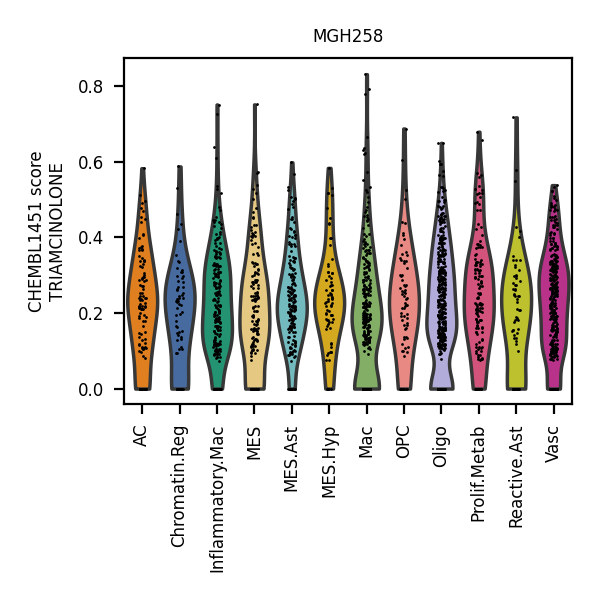 MGH258
CHEMBL1451 score
TRIAMCINOLONE
0.8
0.6
0.4
0.2
0.0
AC
Chromatin.Reg
Inflammatory.Mac
MES
MES.Ast
MES.Hyp
Mac
OPC
Oligo
Prolif.Metab
Reactive.Ast
Vasc